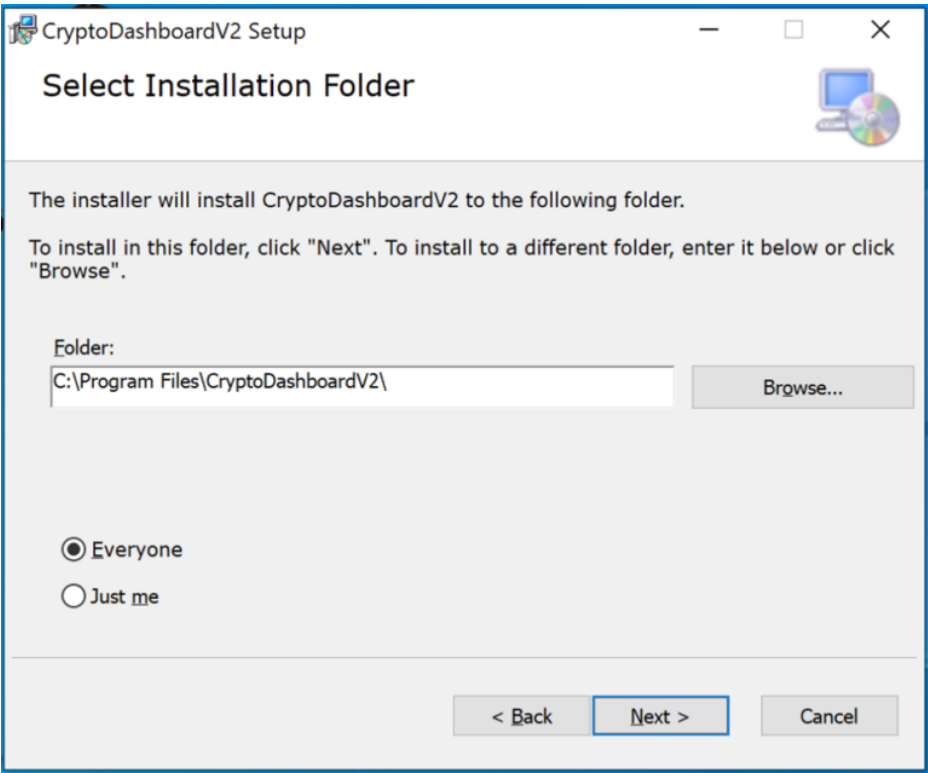 CryptoDashboardV2 Setup
Select Installation Folder
The installer will install CryptoDashboardV2 to the following folder.
To install in this folder, click "Next". To install to a different folder, enter it below or click
"Browse".
Folder:
C:\Program Files\CryptoDashboardV2\
Browse...
Everyone
Just me
< Back
Next >
Cancel